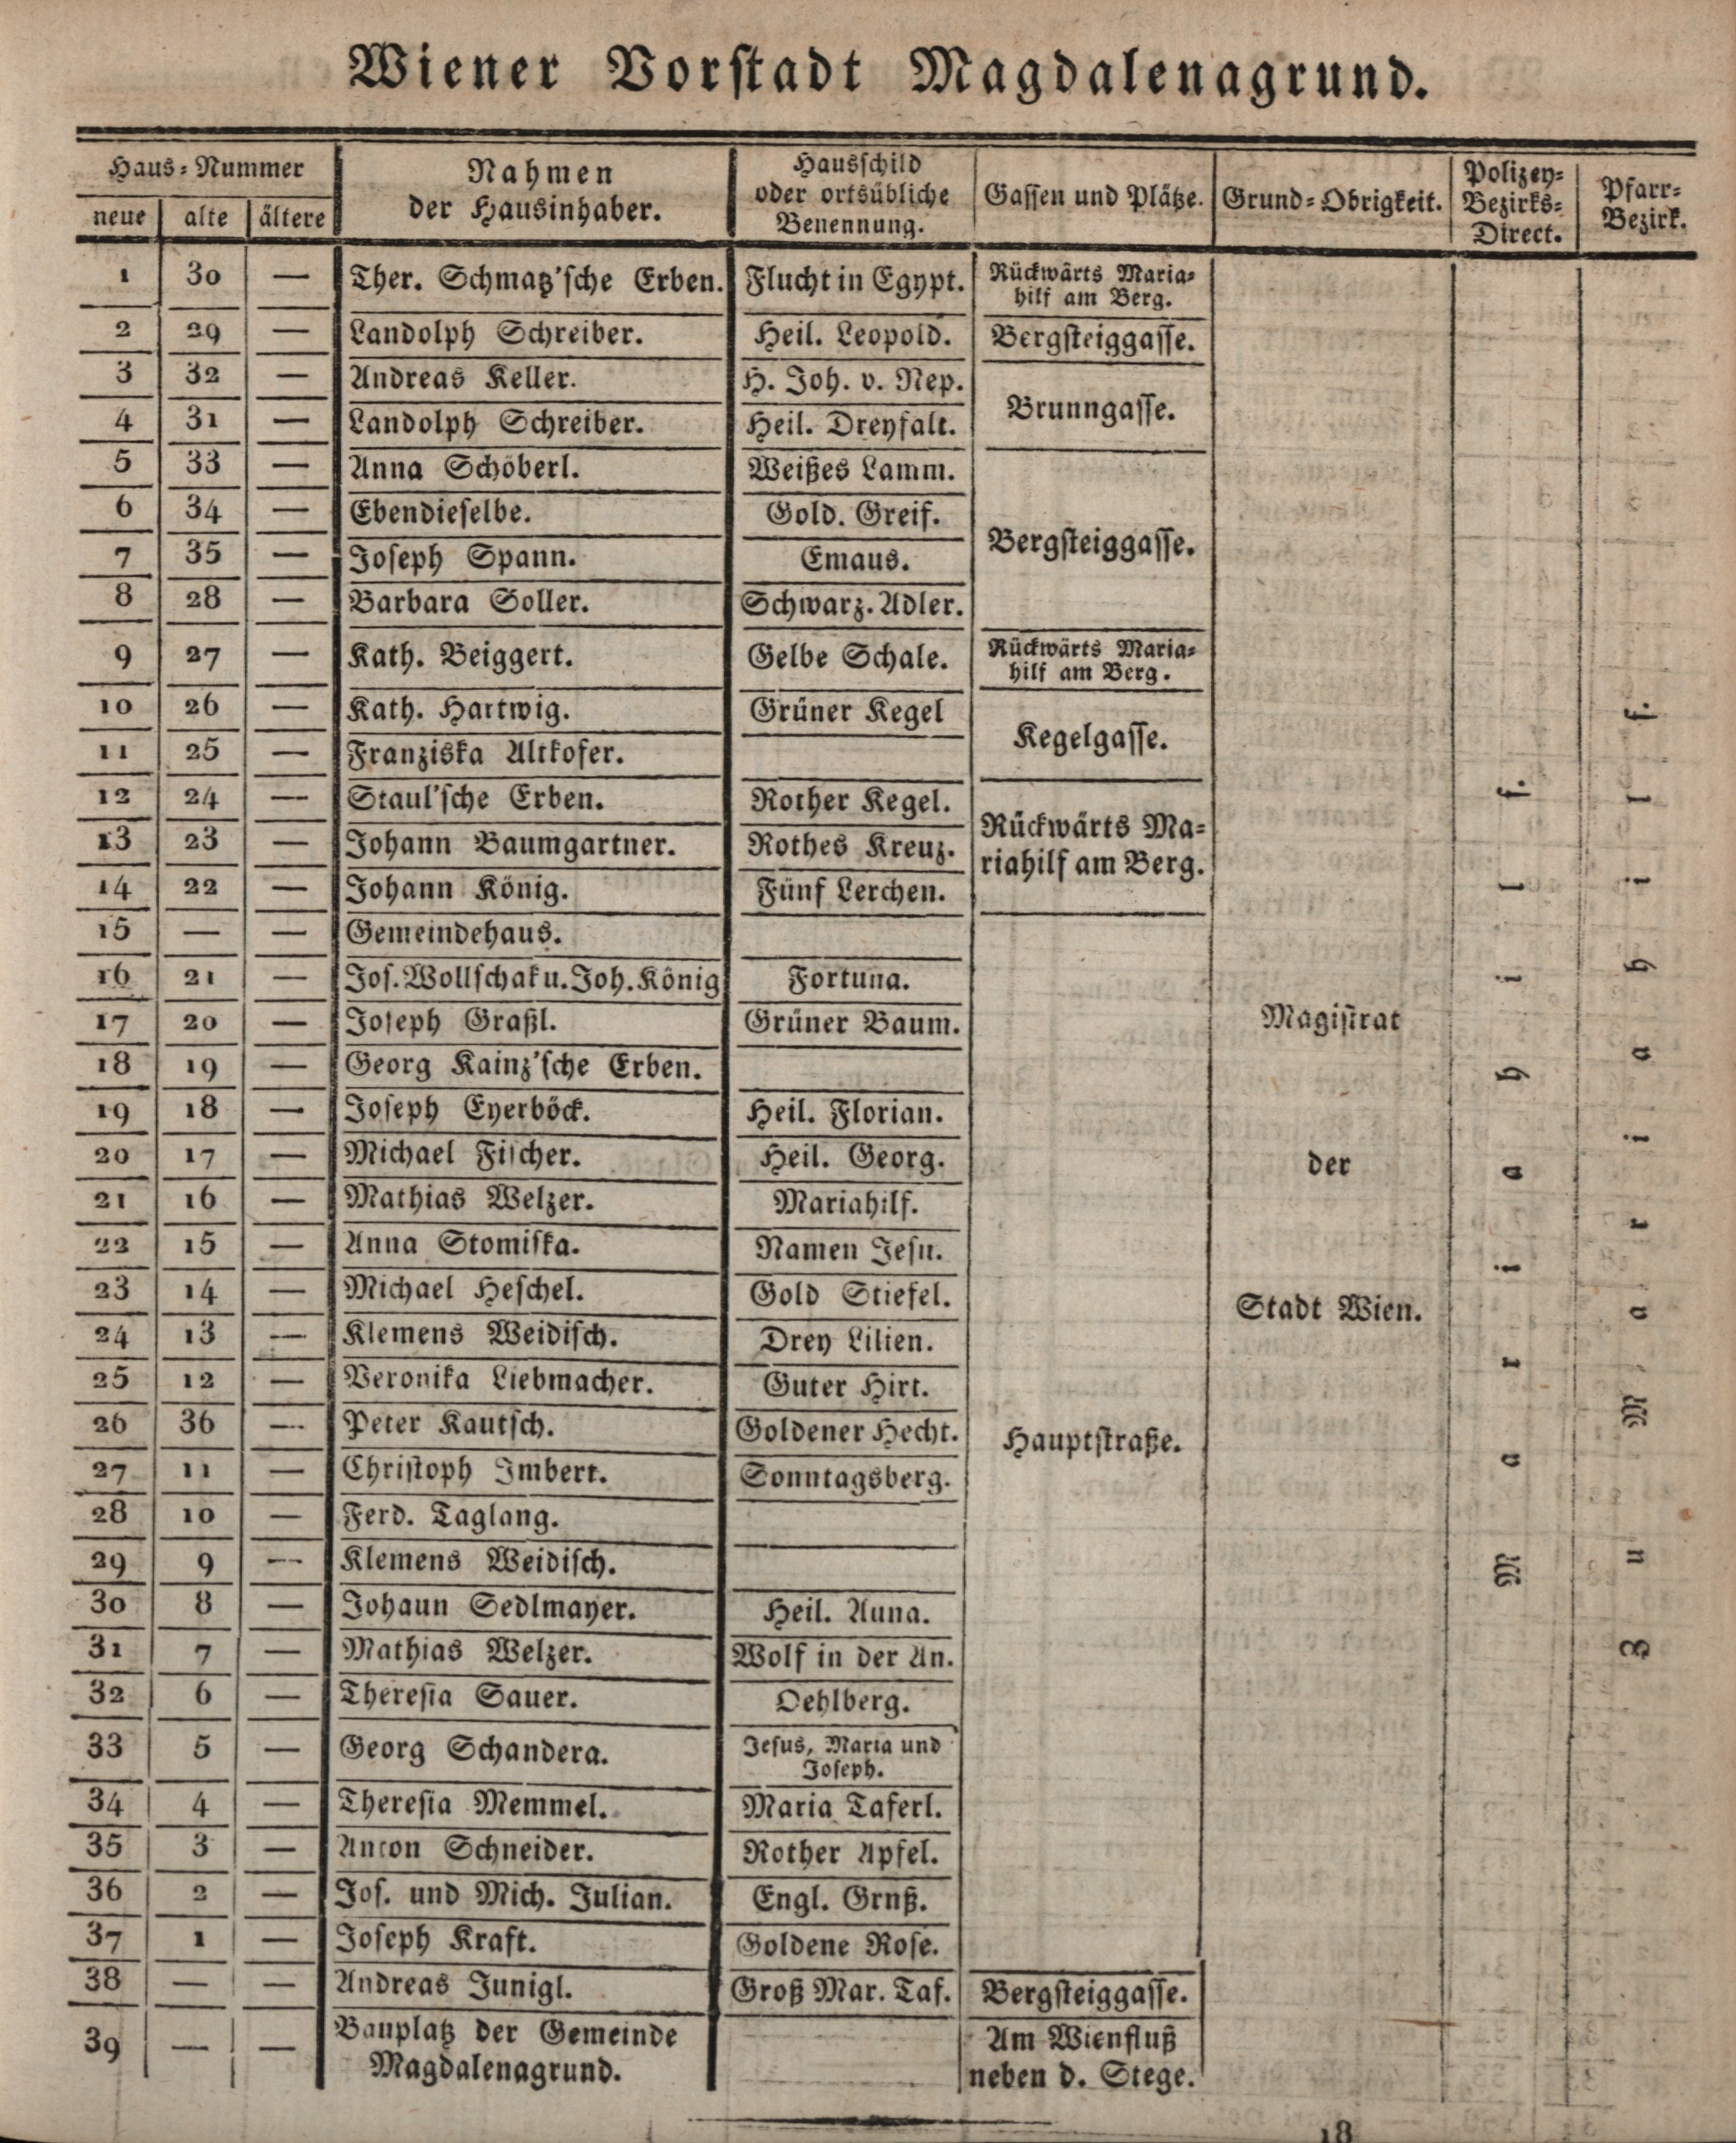 Wiener Vorstadt Magdalenagrund.
Haus-Nummer
neue alte ältere
Nahmen
der Hausinhaber.
Hausschild
oder ortsübliche
Benennung.
Gassen und Plätze.
Grund-Obrigkeit.
Polizey-
Bezirks-
Direct.
Pfarr-
Bezirk.
1 30 — Ther. Schmatz'sche Erben. Flucht in Egypt. Rückwärts Maria-
hilf am Berg.
2 29 — Landolph Schreiber. Heil. Leopold. Bergsteiggasse.
3 32 — Andreas Keller. H. Joh. v. Nep.
Brunngasse.
4 31 — Landolph Schreiber. Heil. Dreyfalt.
5 33 — Anna Schöberl. Weißes Lamm.
6 34 — Ebendieselbe. Gold. Greif.
Bergsteiggasse.
7 35 — Joseph Spann. Emaus.
8 28 — Barbara Soller. Schwarz. Adler.
9 27 — Kath. Beiggert. Gelbe Schale. Rückwärts Maria-
hilf am Berg.
10 26 — Kath. Hartwig. Grüner Kegel
Kegelgasse.
11 25 — Franziska Altkofer.
12 24 — Staul'sche Erben. Rother Kegel.
Rückwärts Ma-
13 23 — Johann Baumgartner. Rothes Kreuz.
riahilf am Berg.
14 22 — Johann König. Fünf Lerchen.
15 — — Gemeindehaus.
16 21 — Jos. Wollschak u. Joh. König Fortuna.
17 20 — Joseph Graßl. Grüner Baum. Magistrat
18 19 — Georg Kainz'sche Erben.
19 18 — Joseph Eyerböck. Heil. Florian.
20 17 — Michael Fischer. Heil. Georg. der
21 16 — Mathias Welzer. Mariahilf.
22 15 — Anna Stomiska. Namen Jesu.
23 14 — Michael Heschel. Gold Stiefel. Stadt Wien.
24 13 — Klemens Weidisch. Drey Lilien.
25 12 — Veronika Liebmacher. Guter Hirt.
26 36 — Peter Kautsch. Goldener Hecht. Hauptstraße.
27 11 — Christoph Imbert. Sonntagsberg.
28 10 — Ferd. Taglang.
29 9 — Klemens Weidisch.
30 8 — Johann Sedlmayer. Heil. Anna.
31 7 — Mathias Welzer. Wolf in der Au.
32 6 — Theresia Sauer. Oehlberg.
33 5 — Georg Schandera. Jesus, Maria und
Joseph.
34 4 — Theresia Memmel. Maria Taferl.
35 3 — Anton Schneider. Rother Apfel.
36 2 — Jos. und Mich. Julian. Engl. Gruß.
37 1 — Joseph Kraft. Goldene Rose.
38 — — Andreas Junigl. Groß Mar. Taf. Bergsteiggasse.
39 — — Bauplatz der Gemeinde
Magdalenagrund.
Am Wienfluß
neben d. Stege.
Mariahilf.
Zu Mariahilf.
18